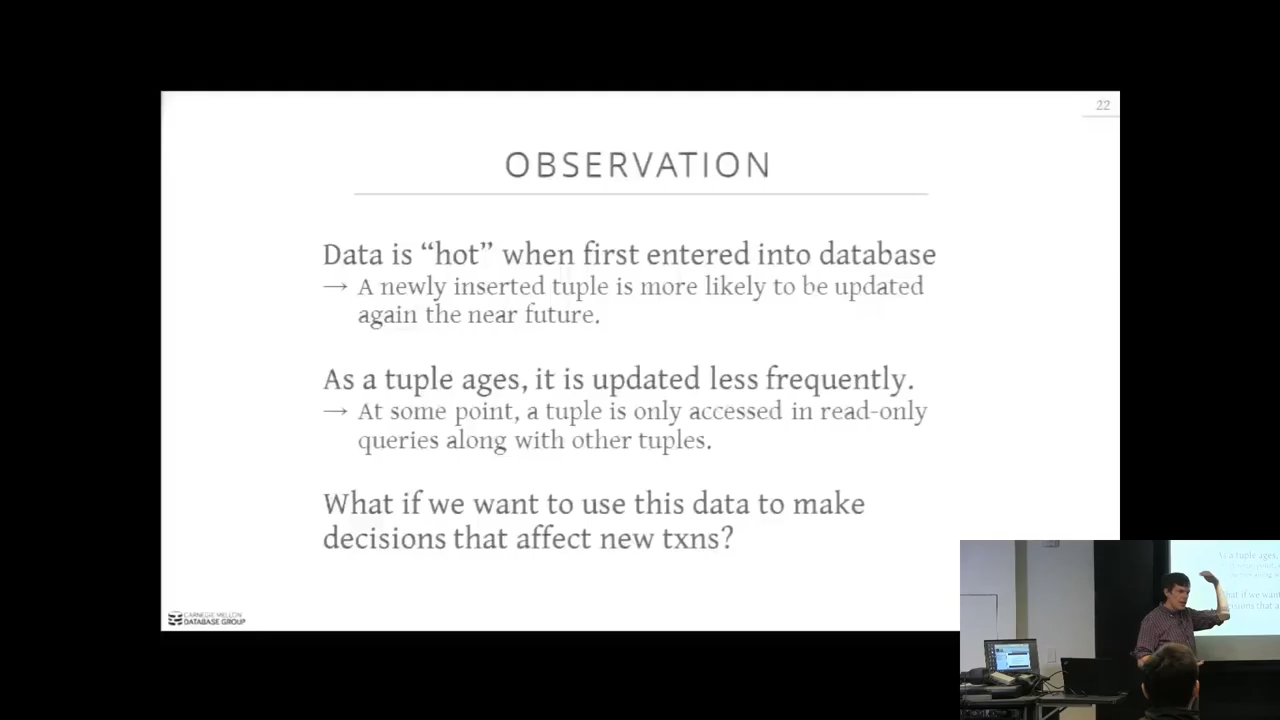 22
OBSERVATION
Data is “hot” when first entered into database
→ A newly inserted tuple is more likely to be updated
again the near future.
As a tuple ages, it is updated less frequently.
→ At some point, a tuple is only accessed in read-only
queries along with other tuples.
What if we want to use this data to make
decisions that affect new txns?
CARNEGIE MELLON
DATABASE GROUP
As a tuple ages,